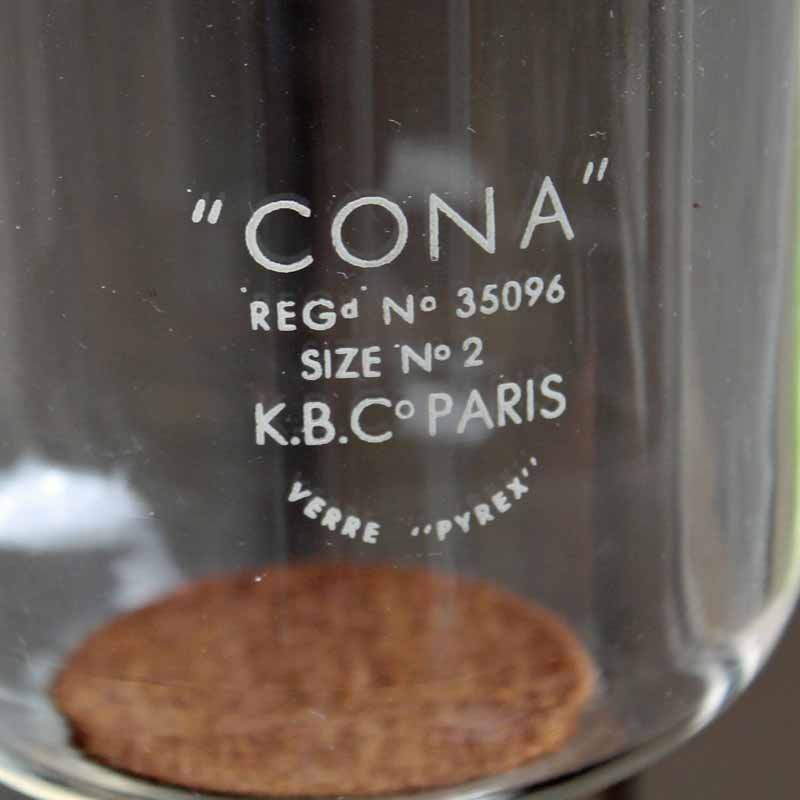 "CONA"
REGd No 35096
SIZE No 2
K.B.Co PARIS
VERRE "PYREX"